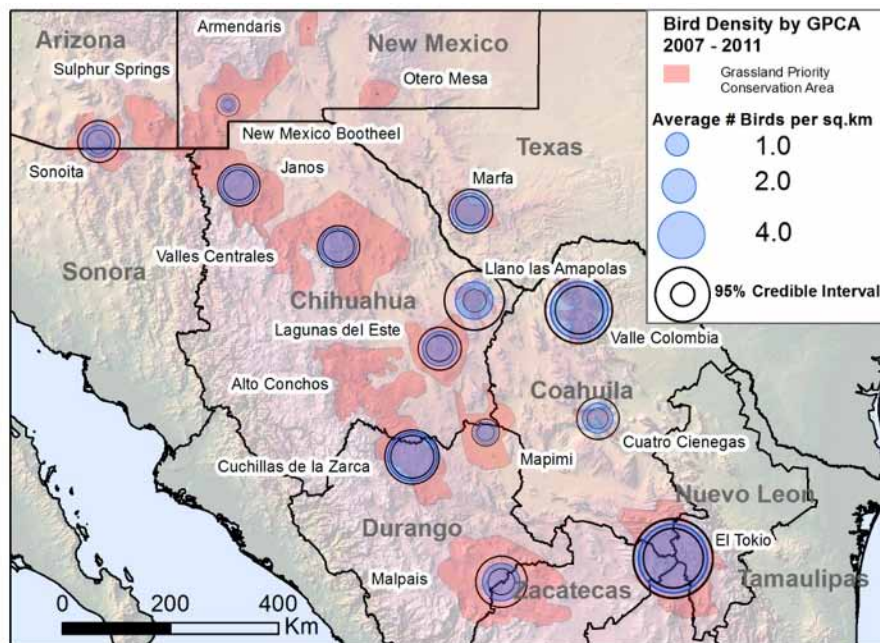 Arizona
Armendaris
New Mexico
Sulphur Springs
Otero Mesa
New Mexico Bootheel
Texas
Sonoita
Janos
Marfa
Valles Centrales
Sonora
Llano las Amapolas
Chihuahua
Lagunas del Este
Valle Colombia
Alto Conchos
Coahuila
Cuatro Cienegas
Mapimi
Cuchillas de la Zarca
Nuevo Leon
Durango
El Tokio
Malpais
Zacatecas
Tamaulipas
0 200 400
Km
Bird Density by GPCA
2007 - 2011
Grassland Priority
Conservation Area
Average # Birds per sq.km
1.0
2.0
4.0
95% Credible Interval